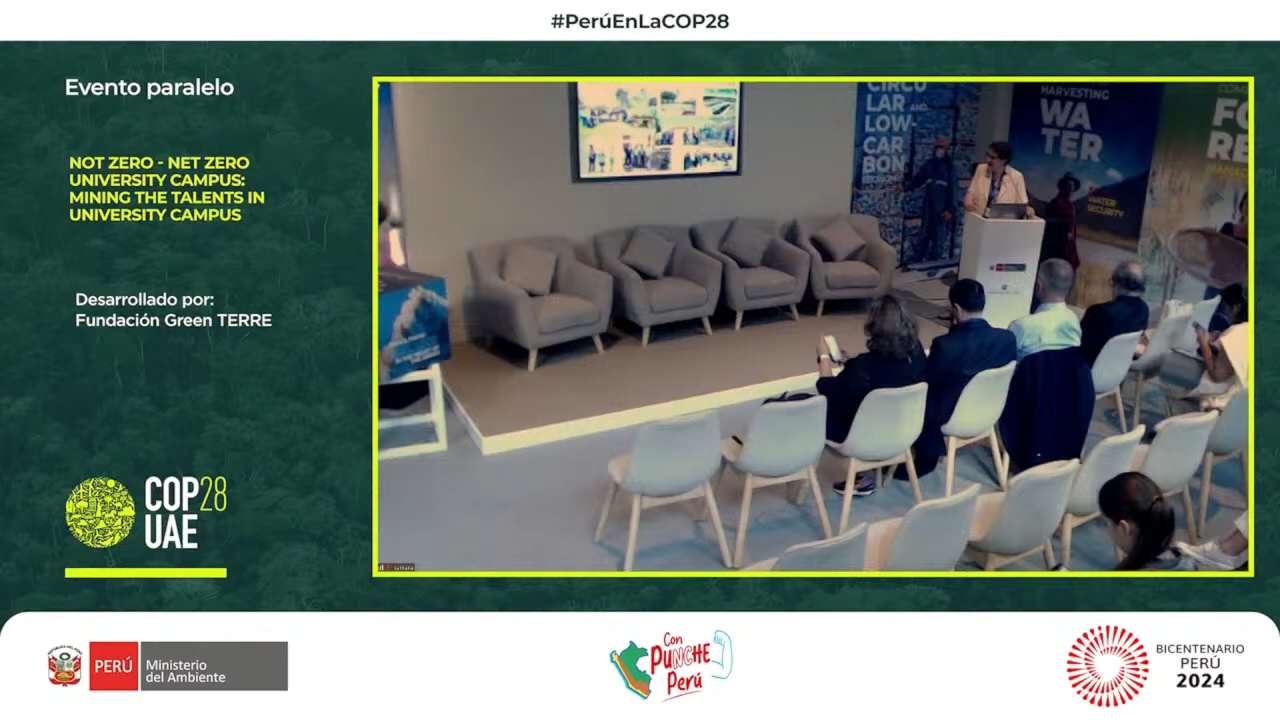 #PerúEnLaCOP28
Evento paralelo
NOT ZERO - NET ZERO
UNIVERSITY CAMPUS:
MINING THE TALENTS IN
UNIVERSITY CAMPUS
Desarrollado por:
Fundación Green TERRE
COP28
UAE
CIRCU
LAR AND
LOW-
CAR
BON
HARVESTING
WA
TER
WATER
SECURITY
FO
RE
PERÚ
Ministerio
del Ambiente
Con
PUNCHE
Perú
BICENTENARIO
PERÚ
2024